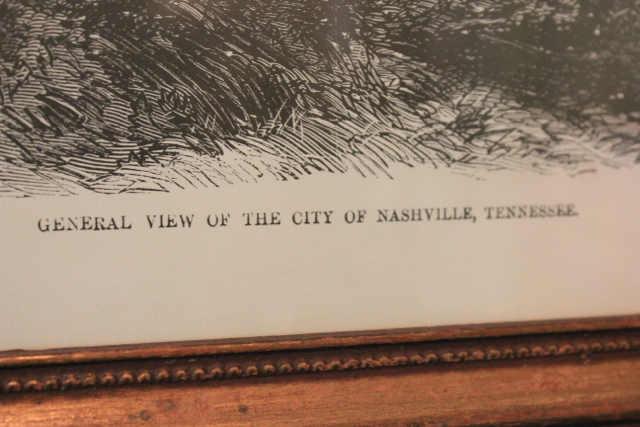 GENERAL VIEW OF THE CITY OF NASHVILLE, TENNESSEE.